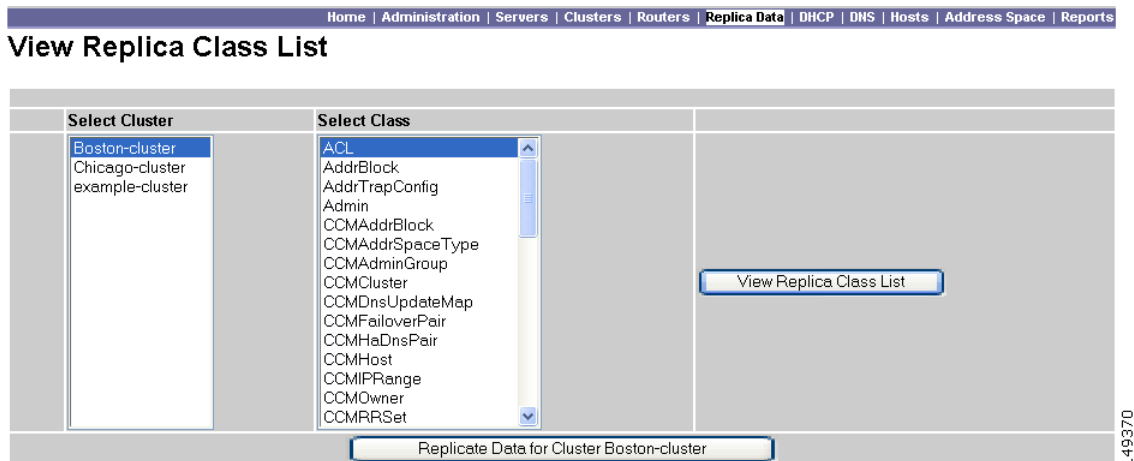 Home | Administration | Servers | Clusters | Routers | Replica Data | DHCP | DNS | Hosts | Address Space | Reports
View Replica Class List
Select Cluster
Select Class
Boston-cluster
Chicago-cluster
example-cluster
ACL
AddrBlock
AddrTrapConfig
Admin
CCMAddrBlock
CCMAddrSpaceType
CCMAdminGroup
CCMCluster
CCMDnsUpdateMap
CCMFailoverPair
CCMHaDnsPair
CCMHost
CCMIPRange
CCMOwner
CCMRRSet
View Replica Class List
Replicate Data for Cluster Boston-cluster
49370